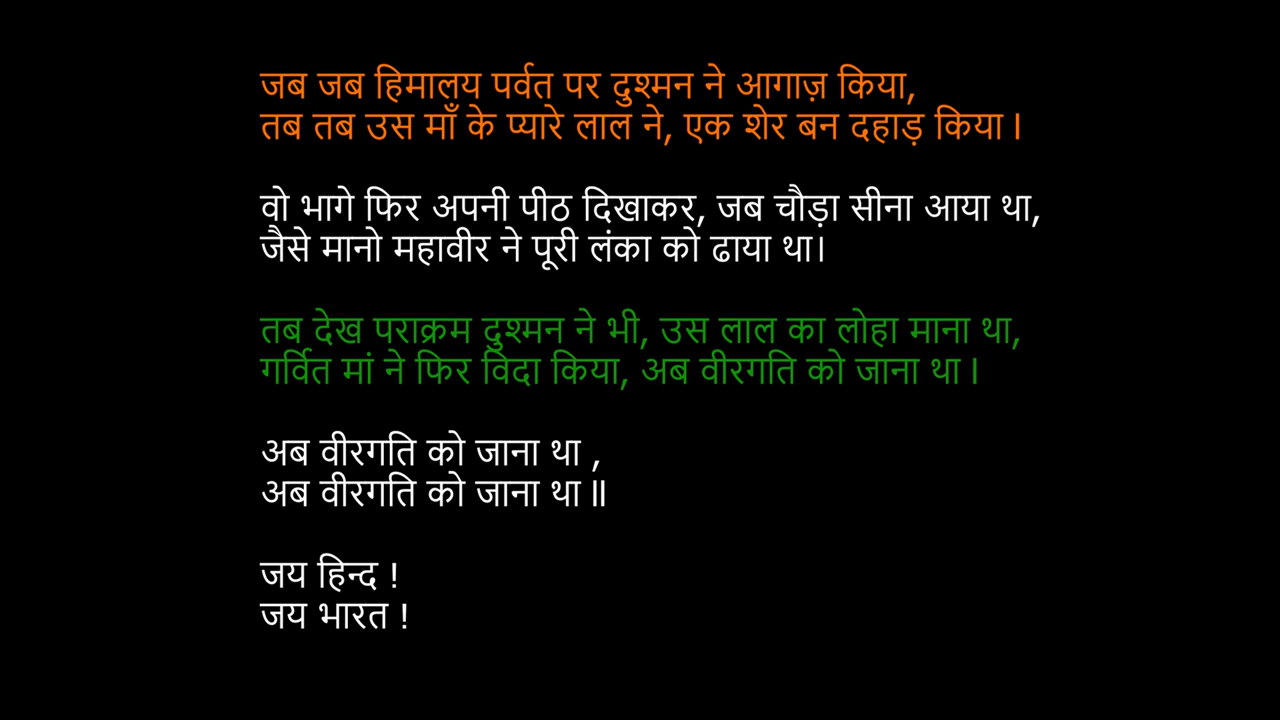 जब जब हिमालय पर्वत पर दुश्मन ने आगाज़ किया,
तब तब उस माँ के प्यारे लाल ने, एक शेर बन दहाड़ किया।
वो भागे फिर अपनी पीठ दिखाकर, जब चौड़ा सीना आया था,
जैसे मानो महावीर ने पूरी लंका को ढाया था।
तब देख पराक्रम दुश्मन ने भी, उस लाल का लोहा माना था,
गर्वित मां ने फिर विदा किया, अब वीरगति को जाना था।
अब वीरगति को जाना था ,
अब वीरगति को जाना था ॥
जय हिन्द !
जय भारत !